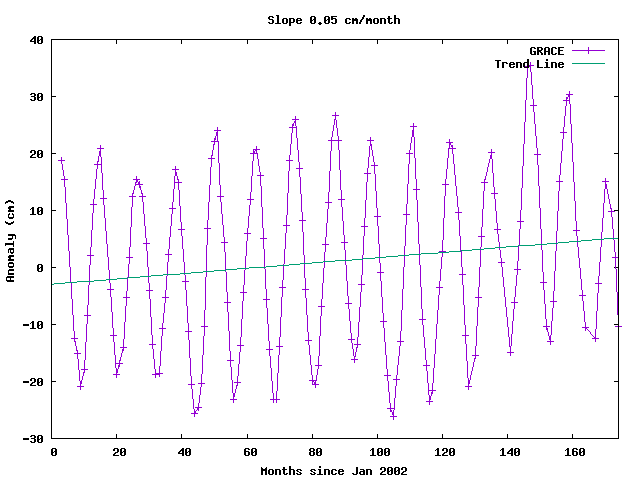 Slope 0.05 cm/month
40
30
20
10
0
-10
-20
-30
Anomaly (cm)
GRACE
Trend Line
0 20 40 60 80 100 120 140 160
Months since Jan 2002